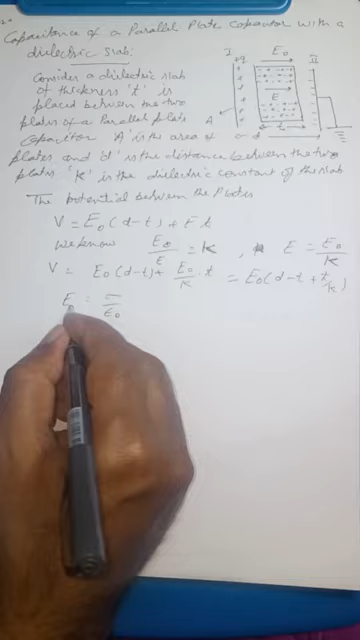 Capacitance of a Parallel Plate Capacitor with a
dielectric slab:
Consider a dielectric slab
of thickness 't' is
placed between the two
plates of a Parallel Plate
Capacitor 'A' is the area of
plates and 'd' is the distance between the two
plates 'K' is the dielectric constant of the slab
The potential between the Plates
V = E₀(d-t) + Et
We know E₀/E = K , E = E₀/K
V = E₀(d-t) + E₀/K · t = E₀(d-t+t/K)
E₀ = σ/ε₀
I
+q
E₀
II
E
A
t
d